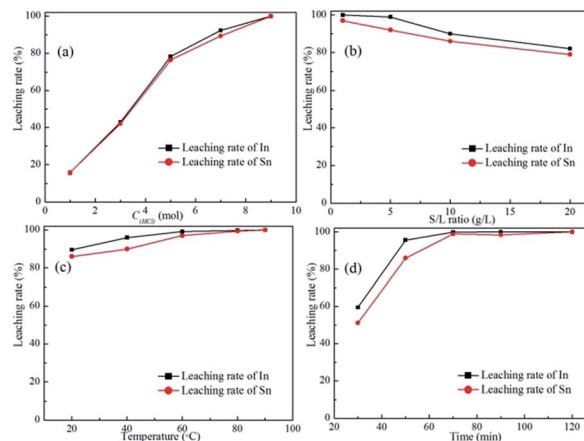 100
80
60
40
20
0
Leaching rate (%)
(a)
Leaching rate of In
Leaching rate of Sn
0 2 4 6 8 10
C(HCl) (mol)
100
80
60
40
20
0
Leaching rate (%)
(b)
Leaching rate of In
Leaching rate of Sn
5 10 15 20
S/L ratio (g/L)
100
80
60
40
20
0
Leaching rate (%)
(c)
Leaching rate of In
Leaching rate of Sn
20 40 60 80 100
Temperature (°C)
100
80
60
40
20
0
Leaching rate (%)
(d)
Leaching rate of In
Leaching rate of Sn
20 40 60 80 100 120
Time (min)